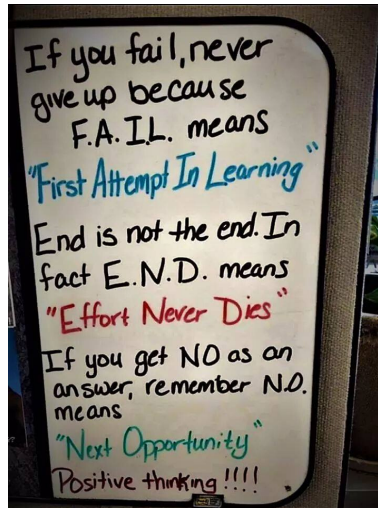 If you fail, never
give up because
F.A.I.L. means
"First Attempt In Learning"
End is not the end. In
fact E.N.D. means
"Effort Never Dies"
If you get NO as an
answer, remember N.O.
means
"Next Opportunity"
Positive thinking !!!!